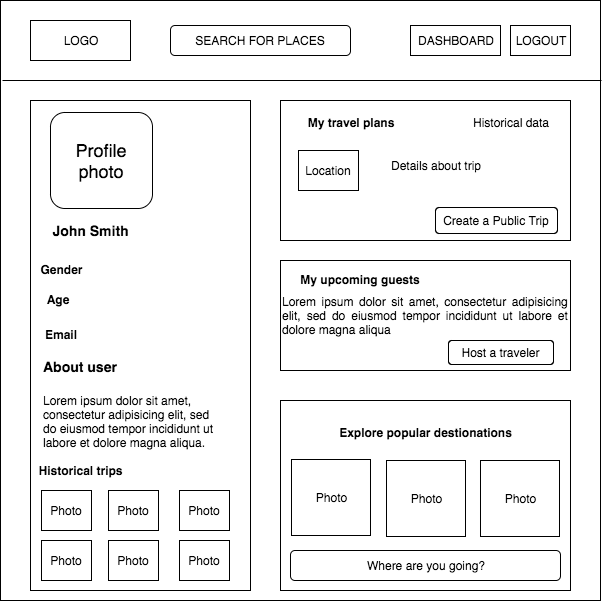 LOGO
SEARCH FOR PLACES
DASHBOARD
LOGOUT
Profile
photo
John Smith
Gender
Age
Email
About user
Lorem ipsum dolor sit amet,
consectetur adipisicing elit, sed
do eiusmod tempor incididunt ut
labore et dolore magna aliqua.
Historical trips
Photo
Photo
Photo
Photo
Photo
Photo
My travel plans
Historical data
Location
Details about trip
Create a Public Trip
My upcoming guests
Lorem ipsum dolor sit amet, consectetur adipisicing
elit, sed do eiusmod tempor incididunt ut labore et
dolore magna aliqua
Host a traveler
Explore popular destionations
Photo
Photo
Photo
Where are you going?